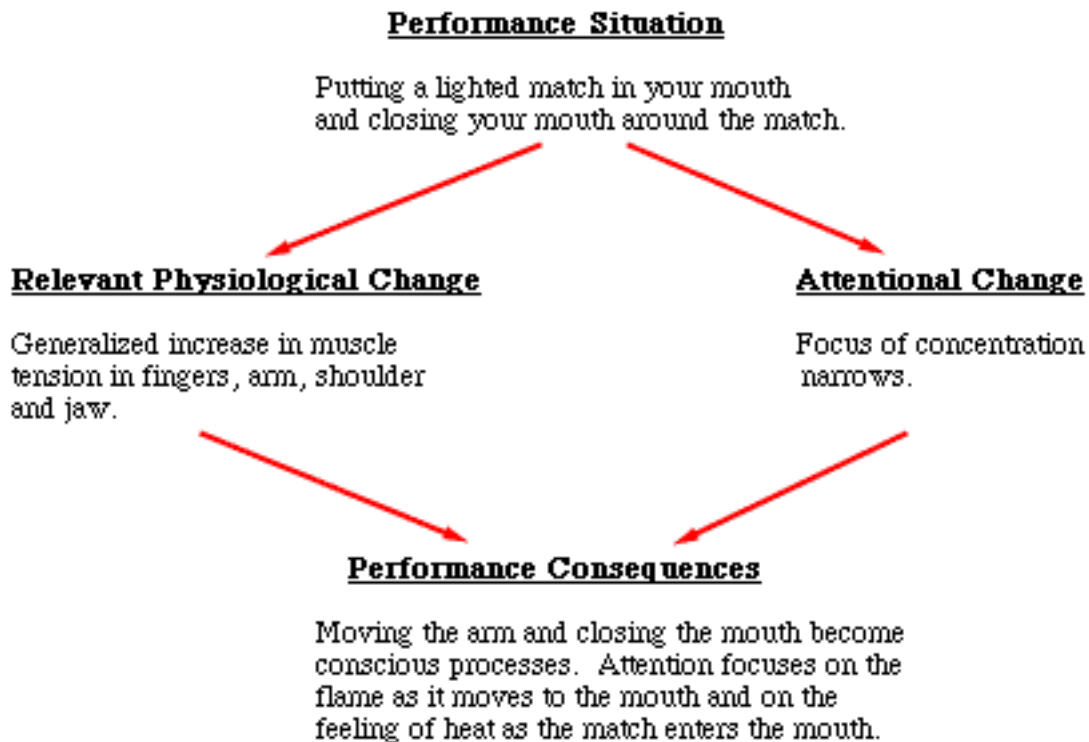 Performance Situation
Putting a lighted match in your mouth
and closing your mouth around the match.
Relevant Physiological Change
Generalized increase in muscle
tension in fingers, arm, shoulder
and jaw.
Attentional Change
Focus of concentration
narrows.
Performance Consequences
Moving the arm and closing the mouth become
conscious processes.  Attention focuses on the
flame as it moves to the mouth and on the
feeling of heat as the match enters the mouth.